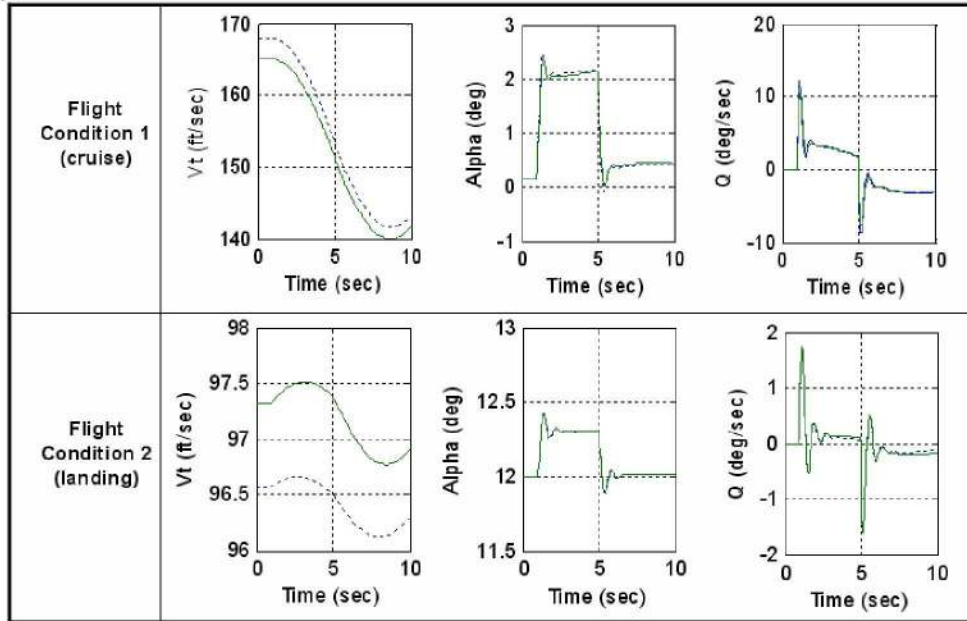 Flight
Condition 1
(cruise)
Vt (ft/sec)
170
160
150
140
0
5
10
Time (sec)
Alpha (deg)
3
2
1
0
-1
0
5
10
Time (sec)
Q (deg/sec)
20
10
0
-10
0
5
10
Time (sec)
Flight
Condition 2
(landing)
Vt (ft/sec)
98
97.5
97
96.5
96
0
5
10
Time (sec)
Alpha (deg)
13
12.5
12
11.5
0
5
10
Time (sec)
Q (deg/sec)
2
1
0
-1
-2
0
5
10
Time (sec)